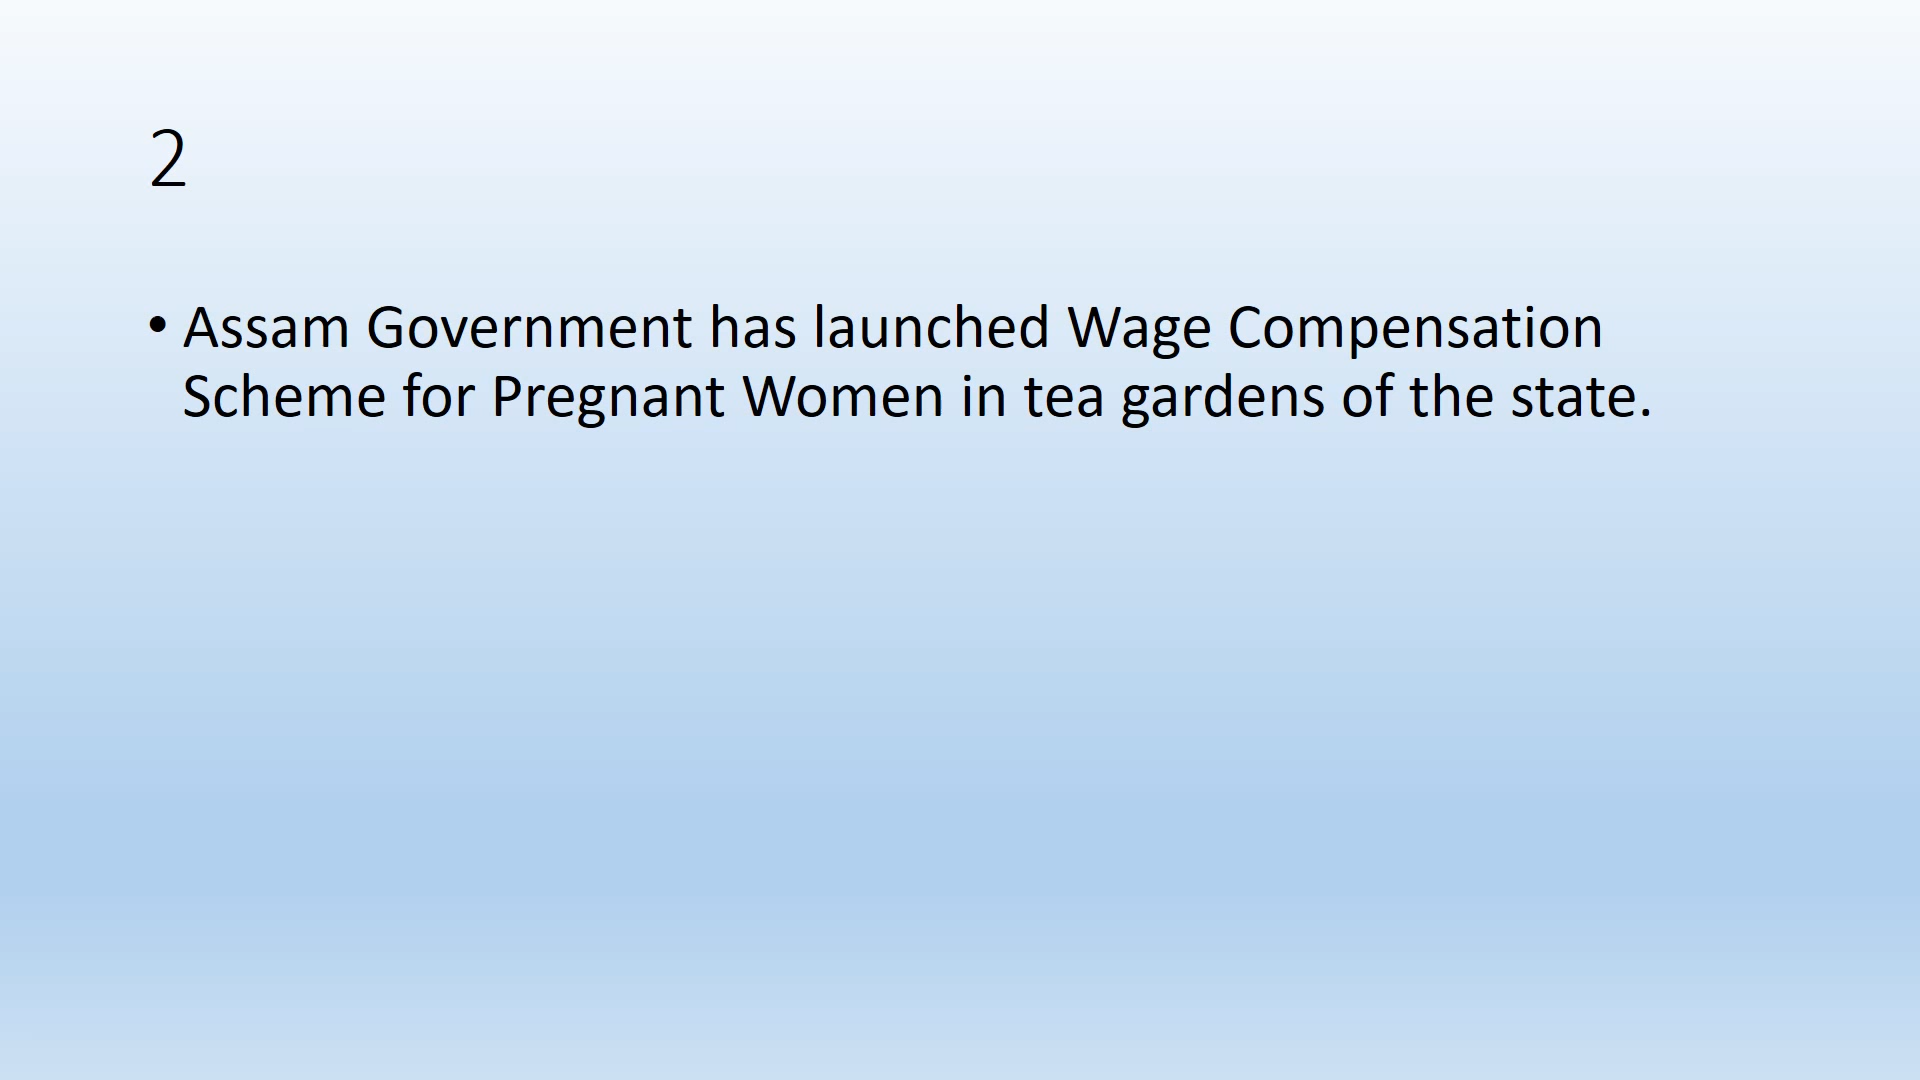 2
• Assam Government has launched Wage Compensation
Scheme for Pregnant Women in tea gardens of the state.